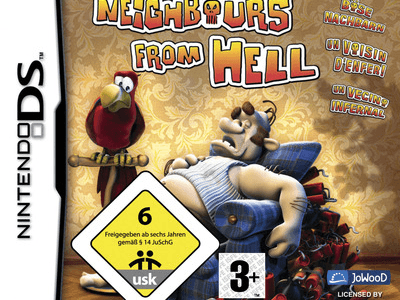 NEIGHBOURS
FROM HELL
BÖSE
NACHBARN
UN VOISIN
D'ENFER!
UN VECINO
INFERNAL
NINTENDO DS
TM
6
Freigegeben ab sechs Jahren
gemäß § 14 JuSchG
usk
3+
JoWooD
LICENSED BY